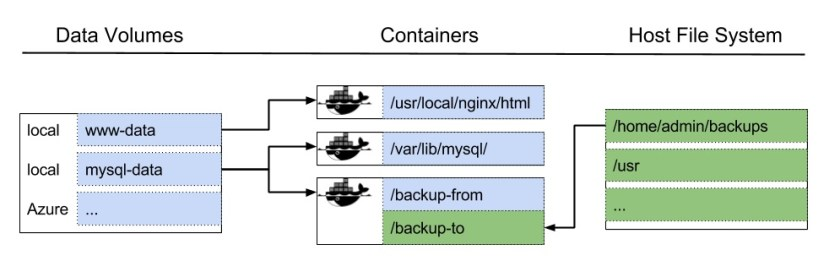 Data Volumes
Containers
Host File System
/usr/local/nginx/html
local www-data
/home/admin/backups
/var/lib/mysql/
local mysql-data
/usr
/backup-from
Azure ...
...
/backup-to